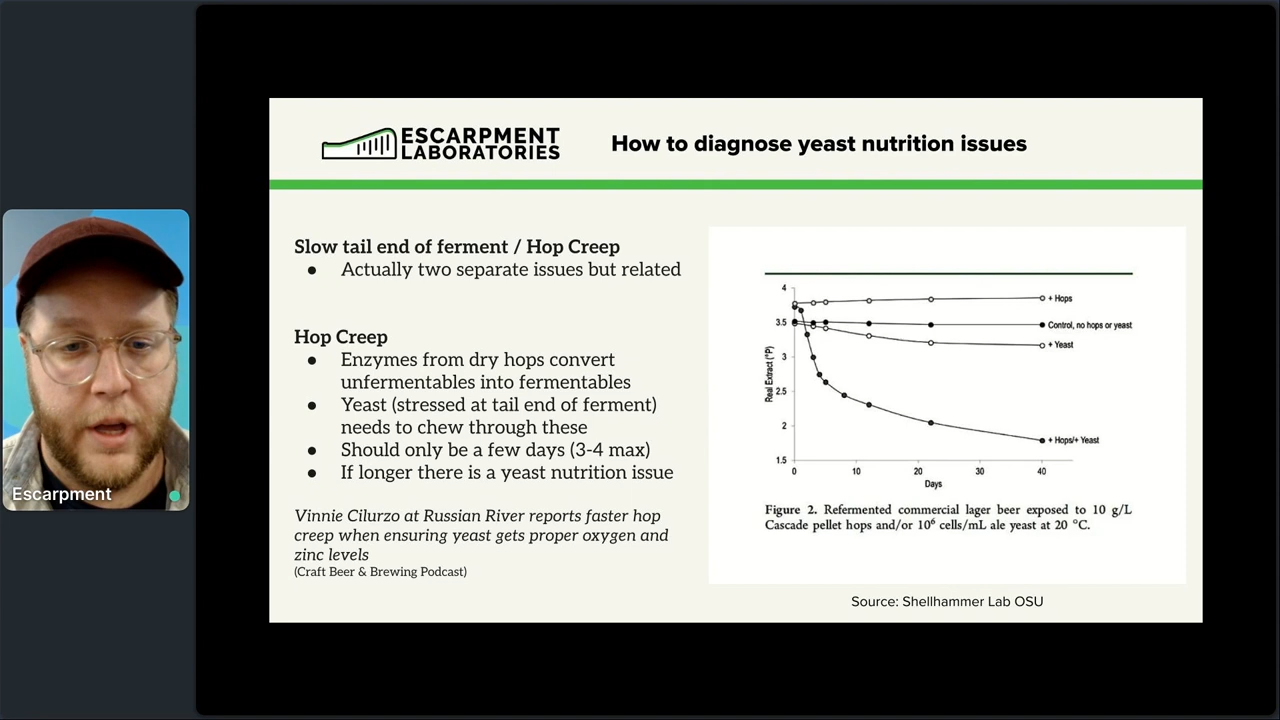 ESCARPMENT
LABORATORIES
How to diagnose yeast nutrition issues
Slow tail end of ferment / Hop Creep
● Actually two separate issues but related
Hop Creep
● Enzymes from dry hops convert
unfermentables into fermentables
● Yeast (stressed at tail end of ferment)
needs to chew through these
● Should only be a few days (3-4 max)
● If longer there is a yeast nutrition issue
Vinnie Cilurzo at Russian River reports faster hop
creep when ensuring yeast gets proper oxygen and
zinc levels
(Craft Beer & Brewing Podcast)
4
3.5
3
2.5
2
1.5
Real Extract (°P)
0 10 20 30 40
Days
+ Hops
Control, no hops or yeast
+ Yeast
+ Hops/+ Yeast
Figure 2. Refermented commercial lager beer exposed to 10 g/L
Cascade pellet hops and/or 10⁶ cells/mL ale yeast at 20 °C.
Source: Shellhammer Lab OSU
Escarpment